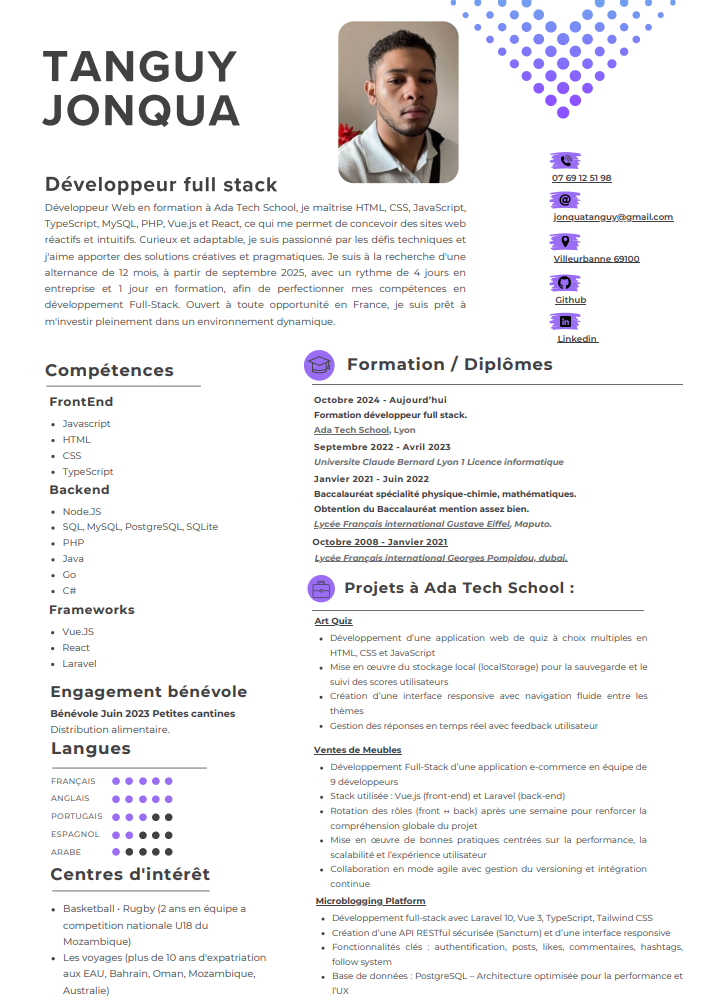 TANGUY
JONQUA
Développeur full stack
Développeur Web en formation à Ada Tech School, je maîtrise HTML, CSS, JavaScript,
TypeScript, MySQL, PHP, Vue.js et React, ce qui me permet de concevoir des sites web
réactifs et intuitifs. Curieux et adaptable, je suis passionné par les défis techniques et
j'aime apporter des solutions créatives et pragmatiques. Je suis à la recherche d'une
alternance de 12 mois, à partir de septembre 2025, avec un rythme de 4 jours en
entreprise et 1 jour en formation, afin de perfectionner mes compétences en
développement Full-Stack. Ouvert à toute opportunité en France, je suis prêt à
m'investir pleinement dans un environnement dynamique.
07 69 12 51 98
jonquatanguy@gmail.com
Villeurbanne 69100
Github
Linkedin
Compétences
FrontEnd
• Javascript
• HTML
• CSS
• TypeScript
Backend
• Node.JS
• SQL, MySQL, PostgreSQL, SQLite
• PHP
• Java
• Go
• C#
Frameworks
• Vue.JS
• React
• Laravel
Engagement bénévole
Bénévole Juin 2023 Petites cantines
Distribution alimentaire.
Langues
FRANÇAIS
ANGLAIS
PORTUGAIS
ESPAGNOL
ARABE
Centres d'intérêt
• Basketball • Rugby (2 ans en équipe a
competition nationale U18 du
Mozambique)
• Les voyages (plus de 10 ans d'expatriation
aux EAU, Bahrain, Oman, Mozambique,
Australie)
Formation / Diplômes
Octobre 2024 - Aujourd'hui
Formation développeur full stack.
Ada Tech School, Lyon
Septembre 2022 - Avril 2023
Universite Claude Bernard Lyon 1 Licence informatique
Janvier 2021 - Juin 2022
Baccalauréat spécialité physique-chimie, mathématiques.
Obtention du Baccalauréat mention assez bien.
Lycée Français international Gustave Eiffel, Maputo.
Octobre 2008 - Janvier 2021
Lycée Français international Georges Pompidou, dubai.
Projets à Ada Tech School :
Art Quiz
• Développement d'une application web de quiz à choix multiples en
HTML, CSS et JavaScript
• Mise en œuvre du stockage local (localStorage) pour la sauvegarde et le
suivi des scores utilisateurs
• Création d'une interface responsive avec navigation fluide entre les
thèmes
• Gestion des réponses en temps réel avec feedback utilisateur
Ventes de Meubles
• Développement Full-Stack d'une application e-commerce en équipe de
9 développeurs
• Stack utilisée : Vue.js (front-end) et Laravel (back-end)
• Rotation des rôles (front ↔ back) après une semaine pour renforcer la
compréhension globale du projet
• Mise en œuvre de bonnes pratiques centrées sur la performance, la
scalabilité et l'expérience utilisateur
• Collaboration en mode agile avec gestion du versioning et intégration
continue
Microblogging Platform
• Développement full-stack avec Laravel 10, Vue 3, TypeScript, Tailwind CSS
• Création d'une API RESTful sécurisée (Sanctum) et d'une interface responsive
• Fonctionnalités clés : authentification, posts, likes, commentaires, hashtags,
follow system
• Base de données : PostgreSQL – Architecture optimisée pour la performance et
l'UX